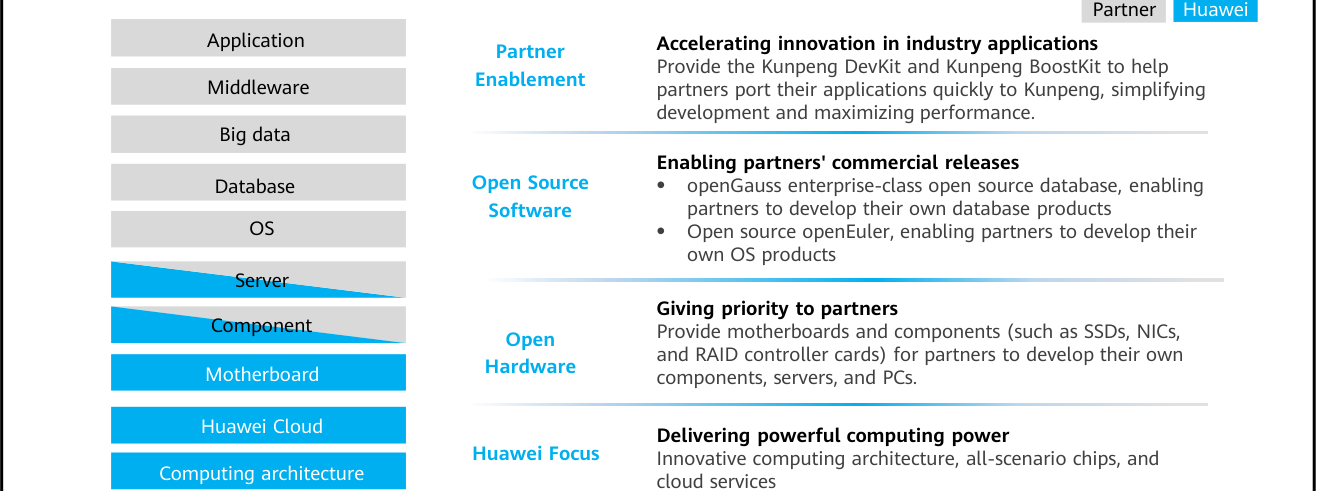 Partner
Huawei
Application
Middleware
Big data
Database
OS
Server
Component
Motherboard
Huawei Cloud
Computing architecture
Partner
Enablement
Accelerating innovation in industry applications
Provide the Kunpeng DevKit and Kunpeng BoostKit to help
partners port their applications quickly to Kunpeng, simplifying
development and maximizing performance.
Open Source
Software
Enabling partners' commercial releases
• openGauss enterprise-class open source database, enabling
partners to develop their own database products
• Open source openEuler, enabling partners to develop their
own OS products
Open
Hardware
Giving priority to partners
Provide motherboards and components (such as SSDs, NICs,
and RAID controller cards) for partners to develop their own
components, servers, and PCs.
Huawei Focus
Delivering powerful computing power
Innovative computing architecture, all-scenario chips, and
cloud services